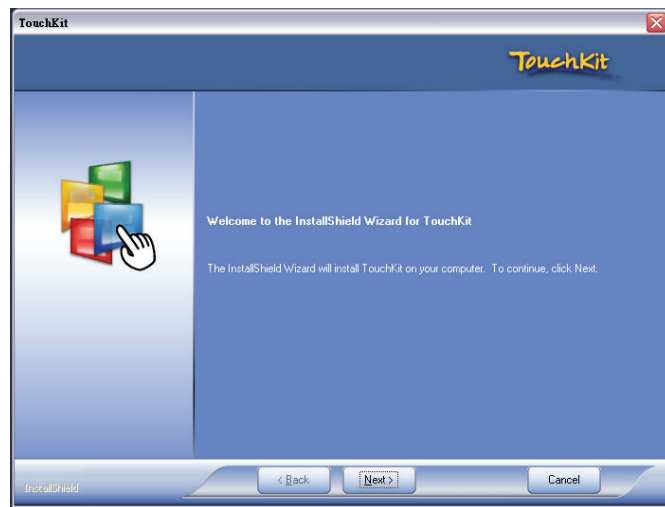 TouchKit
TouchKit
Welcome to the InstallShield Wizard for TouchKit
The InstallShield Wizard will install TouchKit on your computer. To continue, click Next.
InstallShield
< Back
Next >
Cancel